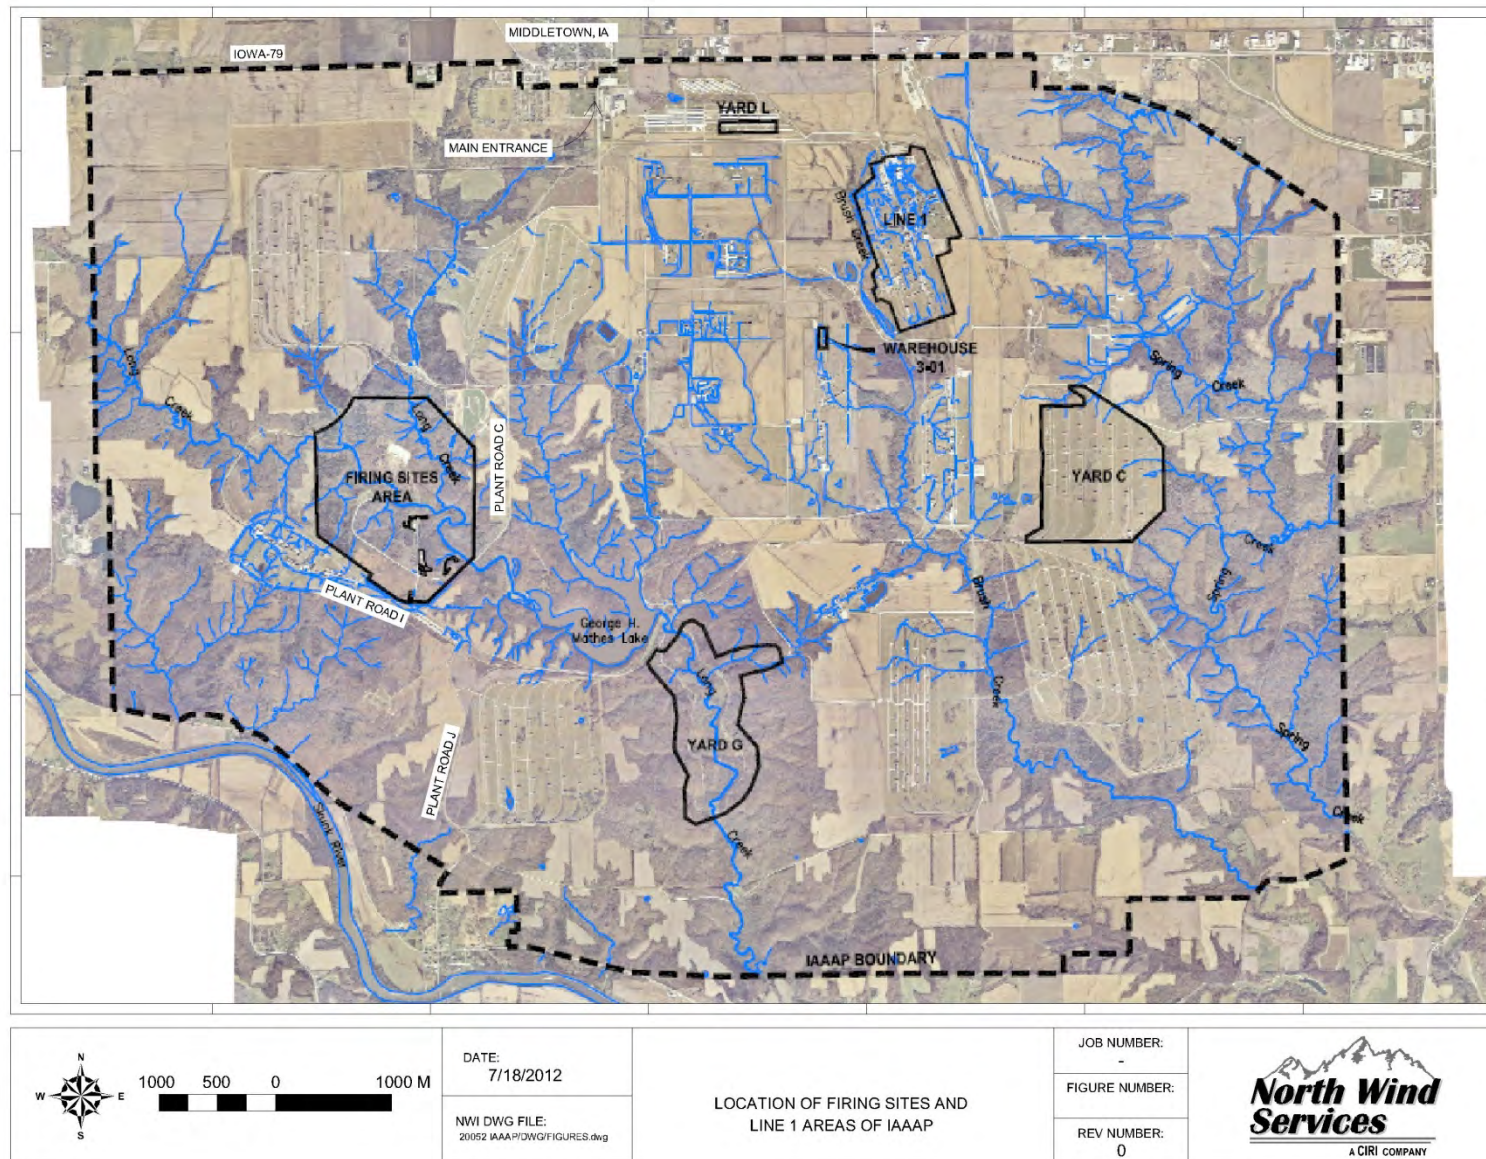 MIDDLETOWN, IA
IOWA-79
YARD L
MAIN ENTRANCE
Brush Creek
LINE 1
WAREHOUSE
3-01
Long
Creek
Long
Creek
Spring
Creek
PLANT ROAD C
FIRING SITES
AREA
YARD C
Creek
Spring
PLANT ROAD I
Brush
George H.
Mathes Lake
Long
Creek
YARD G
PLANT ROAD J
Spring
Creek
Skunk River
Creek
IAAAP BOUNDARY
N
W
E
S
1000 500 0 1000 M
DATE:
7/18/2012
NWI DWG FILE:
20052 IAAAP/DWG/FIGURES.dwg
LOCATION OF FIRING SITES AND
LINE 1 AREAS OF IAAAP
JOB NUMBER:
-
FIGURE NUMBER:
REV NUMBER:
0
North Wind
Services
A CIRI COMPANY